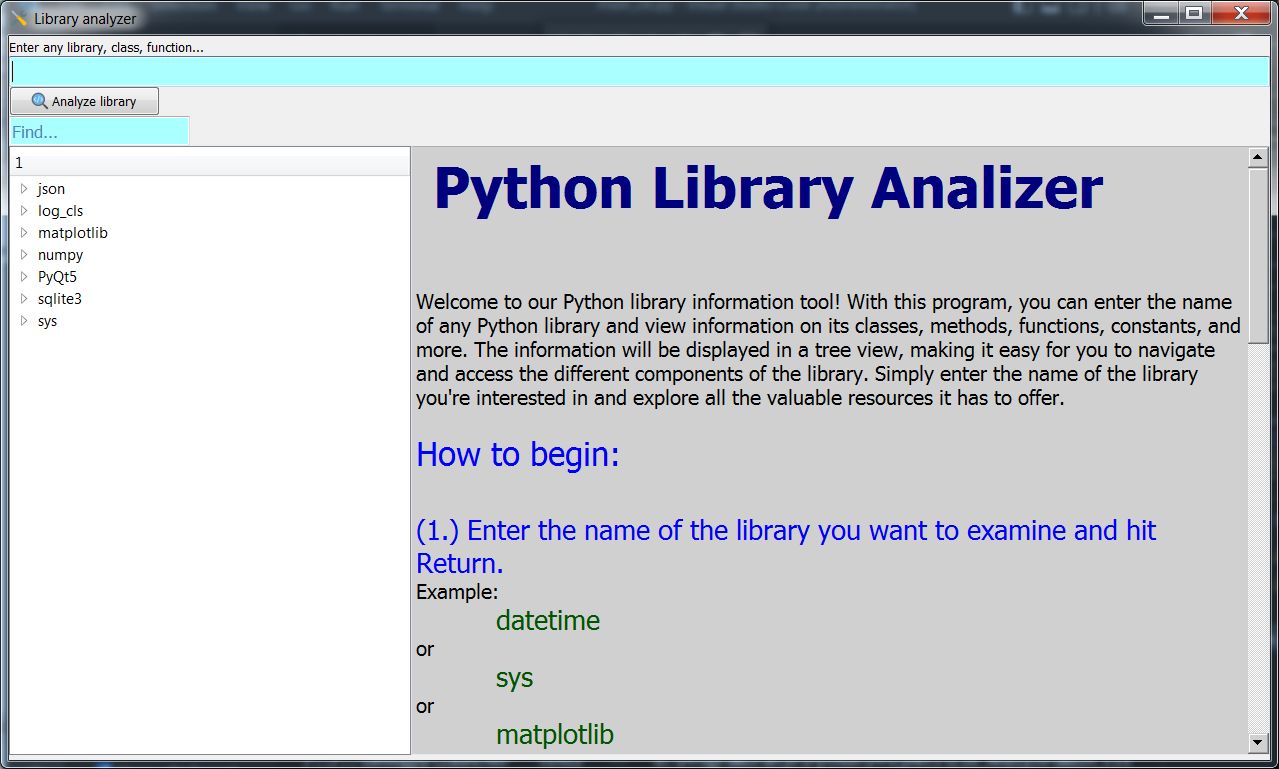 Library analyzer
Enter any library, class, function...
Analyze library
Find...
1
json
log_cls
matplotlib
numpy
PyQt5
sqlite3
sys
Python Library Analizer
Welcome to our Python library information tool! With this program, you can enter the name
of any Python library and view information on its classes, methods, functions, constants, and
more. The information will be displayed in a tree view, making it easy for you to navigate
and access the different components of the library. Simply enter the name of the library
you're interested in and explore all the valuable resources it has to offer.
How to begin:
(1.) Enter the name of the library you want to examine and hit
Return.
Example:
datetime
or
sys
or
matplotlib